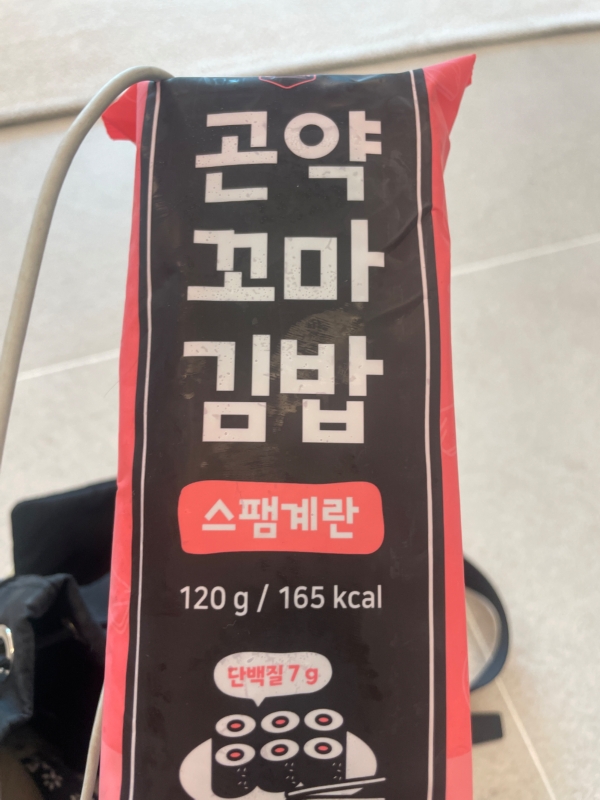 곤약
꼬마
김밥
스팸계란
120 g / 165 kcal
단백질 7 g